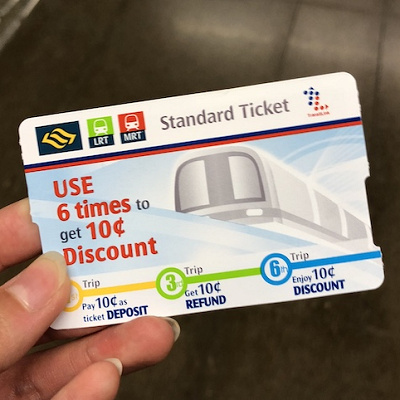 LRT
MRT
Standard Ticket
TransitLink
USE
6 times to
get 10¢
Discount
Trip
Pay 10¢ as
ticket DEPOSIT
3rd
Trip
Get 10¢
REFUND
6th
Trip
Enjoy 10¢
DISCOUNT